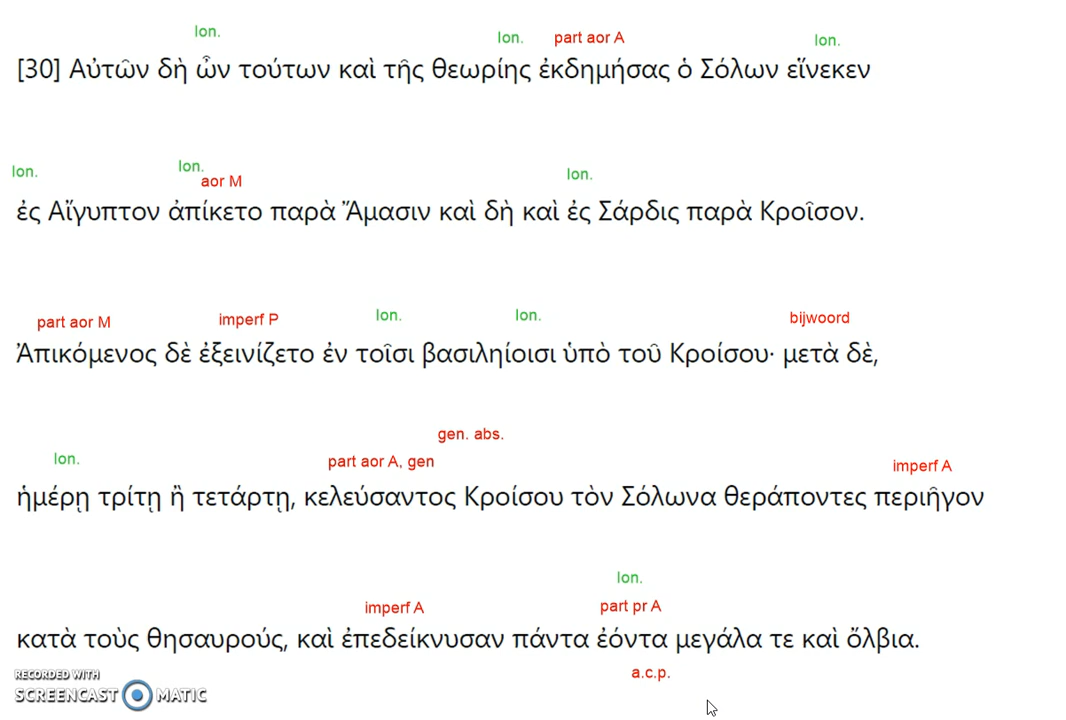 Ion. Ion. part aor A Ion.
[30] Αὐτῶν δὴ ὦν τούτων καὶ τῆς θεωρίης ἐκδημήσας ὁ Σόλων εἵνεκεν
Ion. Ion. aor M Ion.
ἐς Αἴγυπτον ἀπίκετο παρὰ Ἄμασιν καὶ δὴ καὶ ἐς Σάρδις παρὰ Κροῖσον.
part aor M imperf P Ion. Ion. bijwoord
Ἀπικόμενος δὲ ἐξεινίζετο ἐν τοῖσι βασιληίοισι ὑπὸ τοῦ Κροίσου· μετὰ δὲ,
gen. abs.
Ion. part aor A, gen imperf A
ἡμέρῃ τρίτῃ ἢ τετάρτῃ, κελεύσαντος Κροίσου τὸν Σόλωνα θεράποντες περιῆγον
Ion.
imperf A part pr A
κατὰ τοὺς θησαυρούς, καὶ ἐπεδείκνυσαν πάντα ἐόντα μεγάλα τε καὶ ὄλβια.
a.c.p.
RECORDED WITH
SCREENCAST MATIC